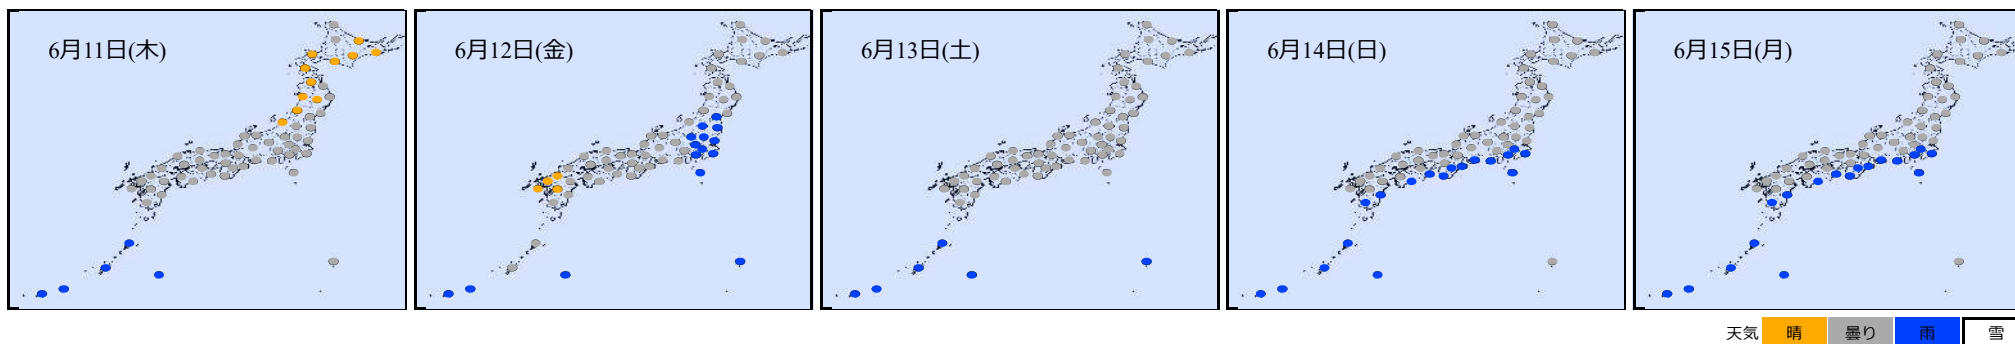 6月11日(木)
6月12日(金)
6月13日(土)
6月14日(日)
6月15日(月)
天気 晴 曇り 雨 雪